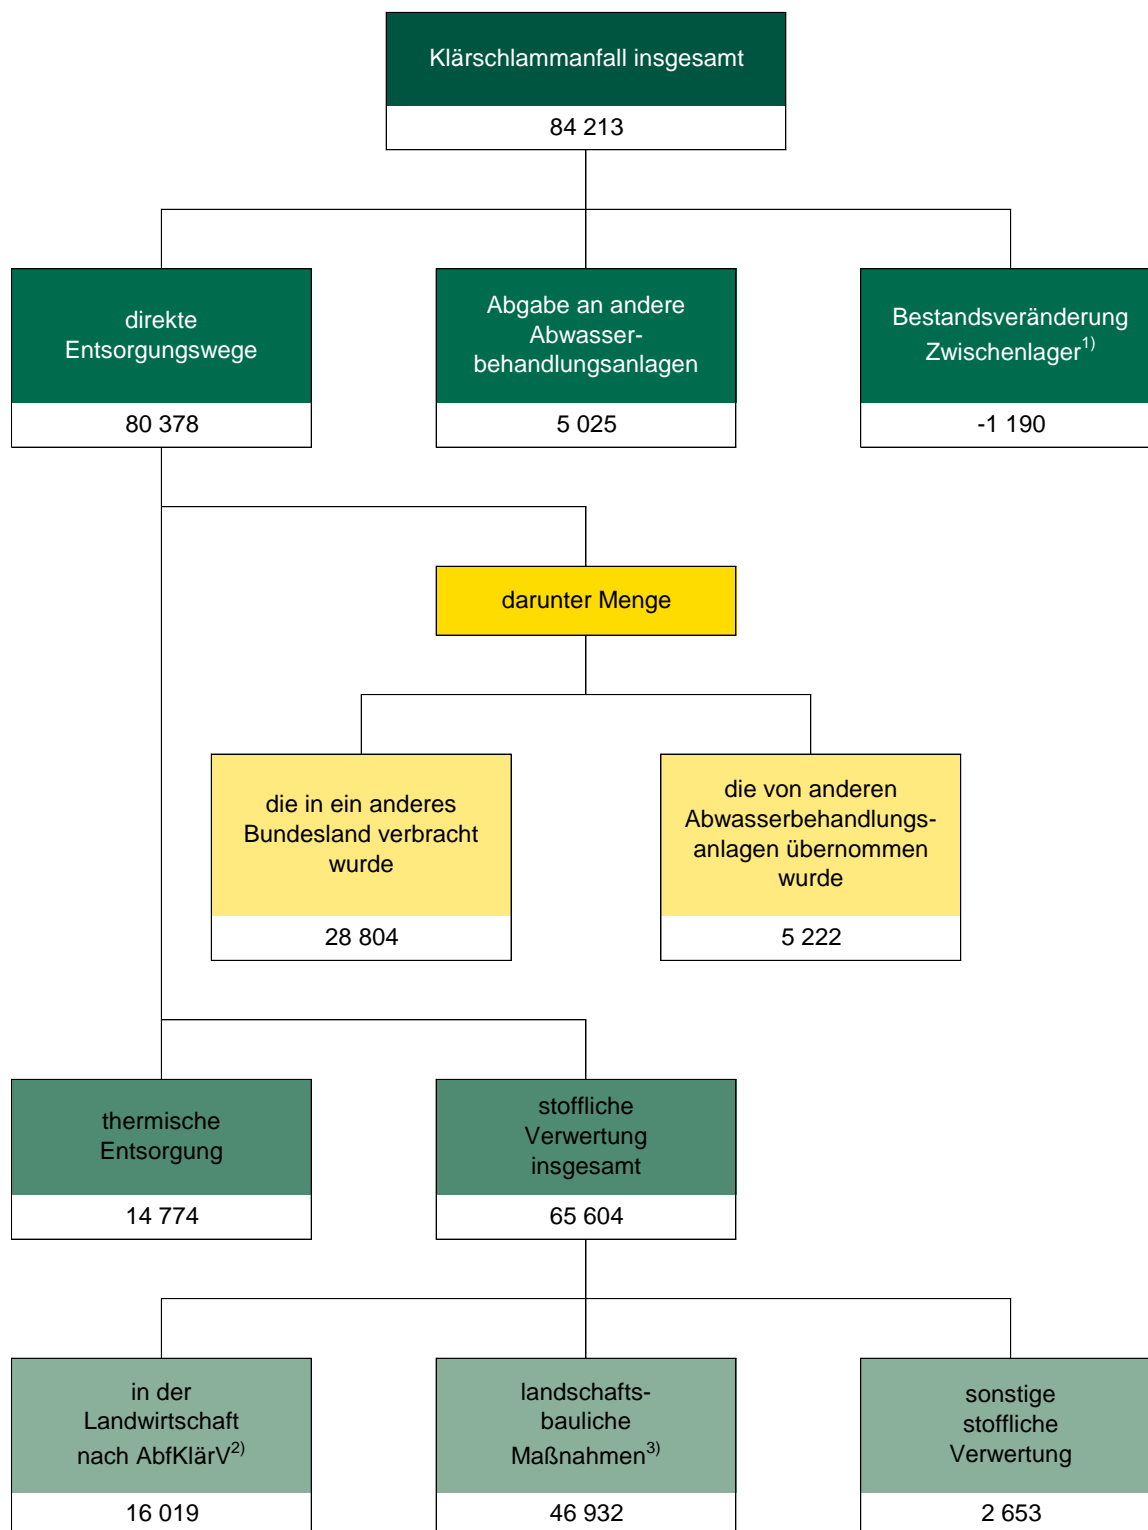 Klärschlammanfall insgesamt
84 213
direkte
Entsorgungswege
80 378
Abgabe an andere
Abwasser-
behandlungsanlagen
5 025
Bestandsveränderung
Zwischenlager1)
-1 190
darunter Menge
die in ein anderes
Bundesland verbracht
wurde
28 804
die von anderen
Abwasserbehandlungs-
anlagen übernommen
wurde
5 222
thermische
Entsorgung
14 774
stoffliche
Verwertung
insgesamt
65 604
in der
Landwirtschaft
nach AbfKlärV2)
16 019
landschafts-
bauliche
Maßnahmen3)
46 932
sonstige
stoffliche
Verwertung
2 653